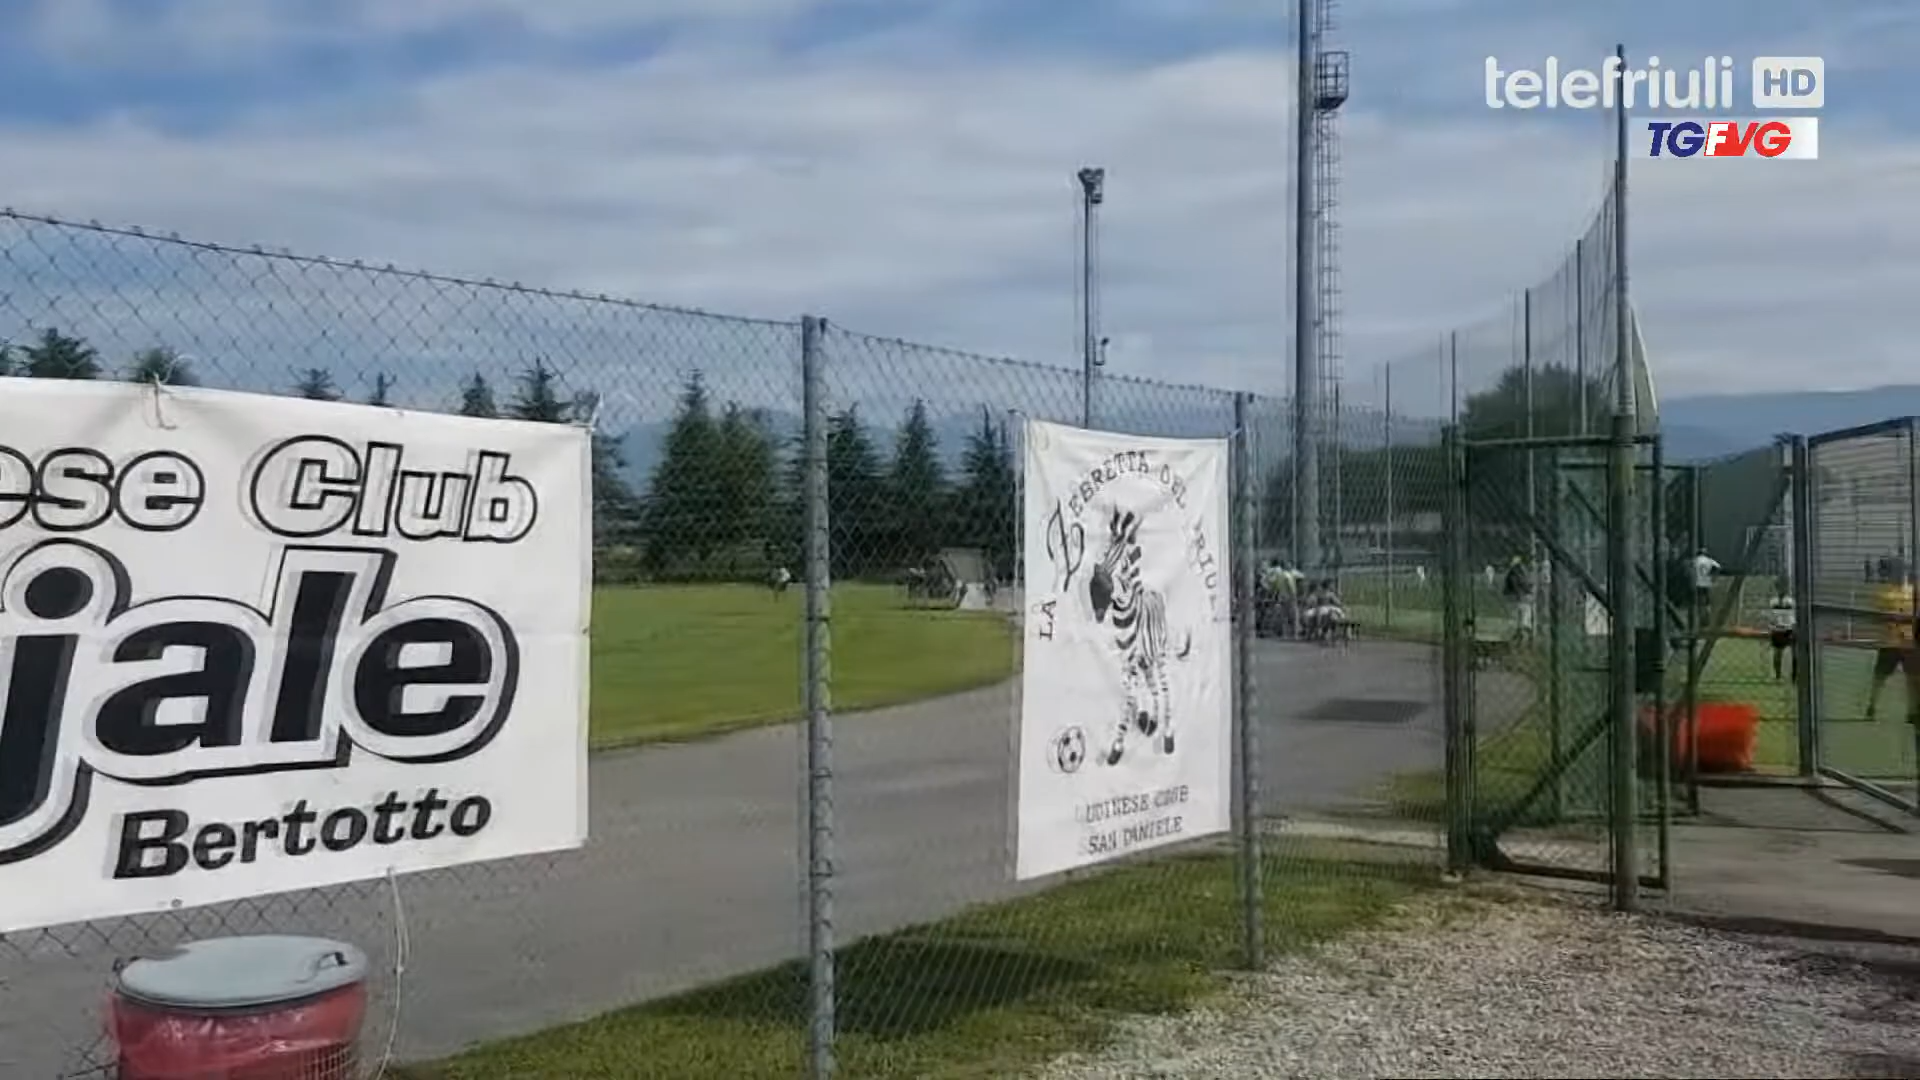 telefriuli HD
TGFVG
ese Club
jale
Bertotto
LA ZEBRETTA DEL FRIULI
UDINESE CLUB
SAN DANIELE